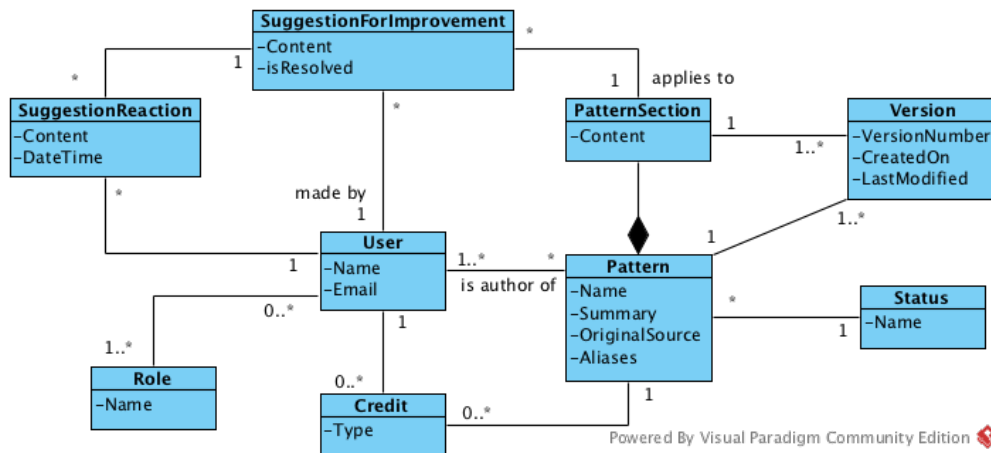 SuggestionForImprovement
-Content
-isResolved
*
1
*
1
applies to
*
SuggestionReaction
-Content
-DateTime
*
PatternSection
-Content
1
1..*
Version
-VersionNumber
-CreatedOn
-LastModified
*
made by
1
1
User
-Name
-Email
1..*
*
is author of
1
1..*
Pattern
-Name
-Summary
-OriginalSource
-Aliases
*
1
Status
-Name
0..*
1..*
Role
-Name
1
0..*
Credit
-Type
0..*
1
Powered By Visual Paradigm Community Edition